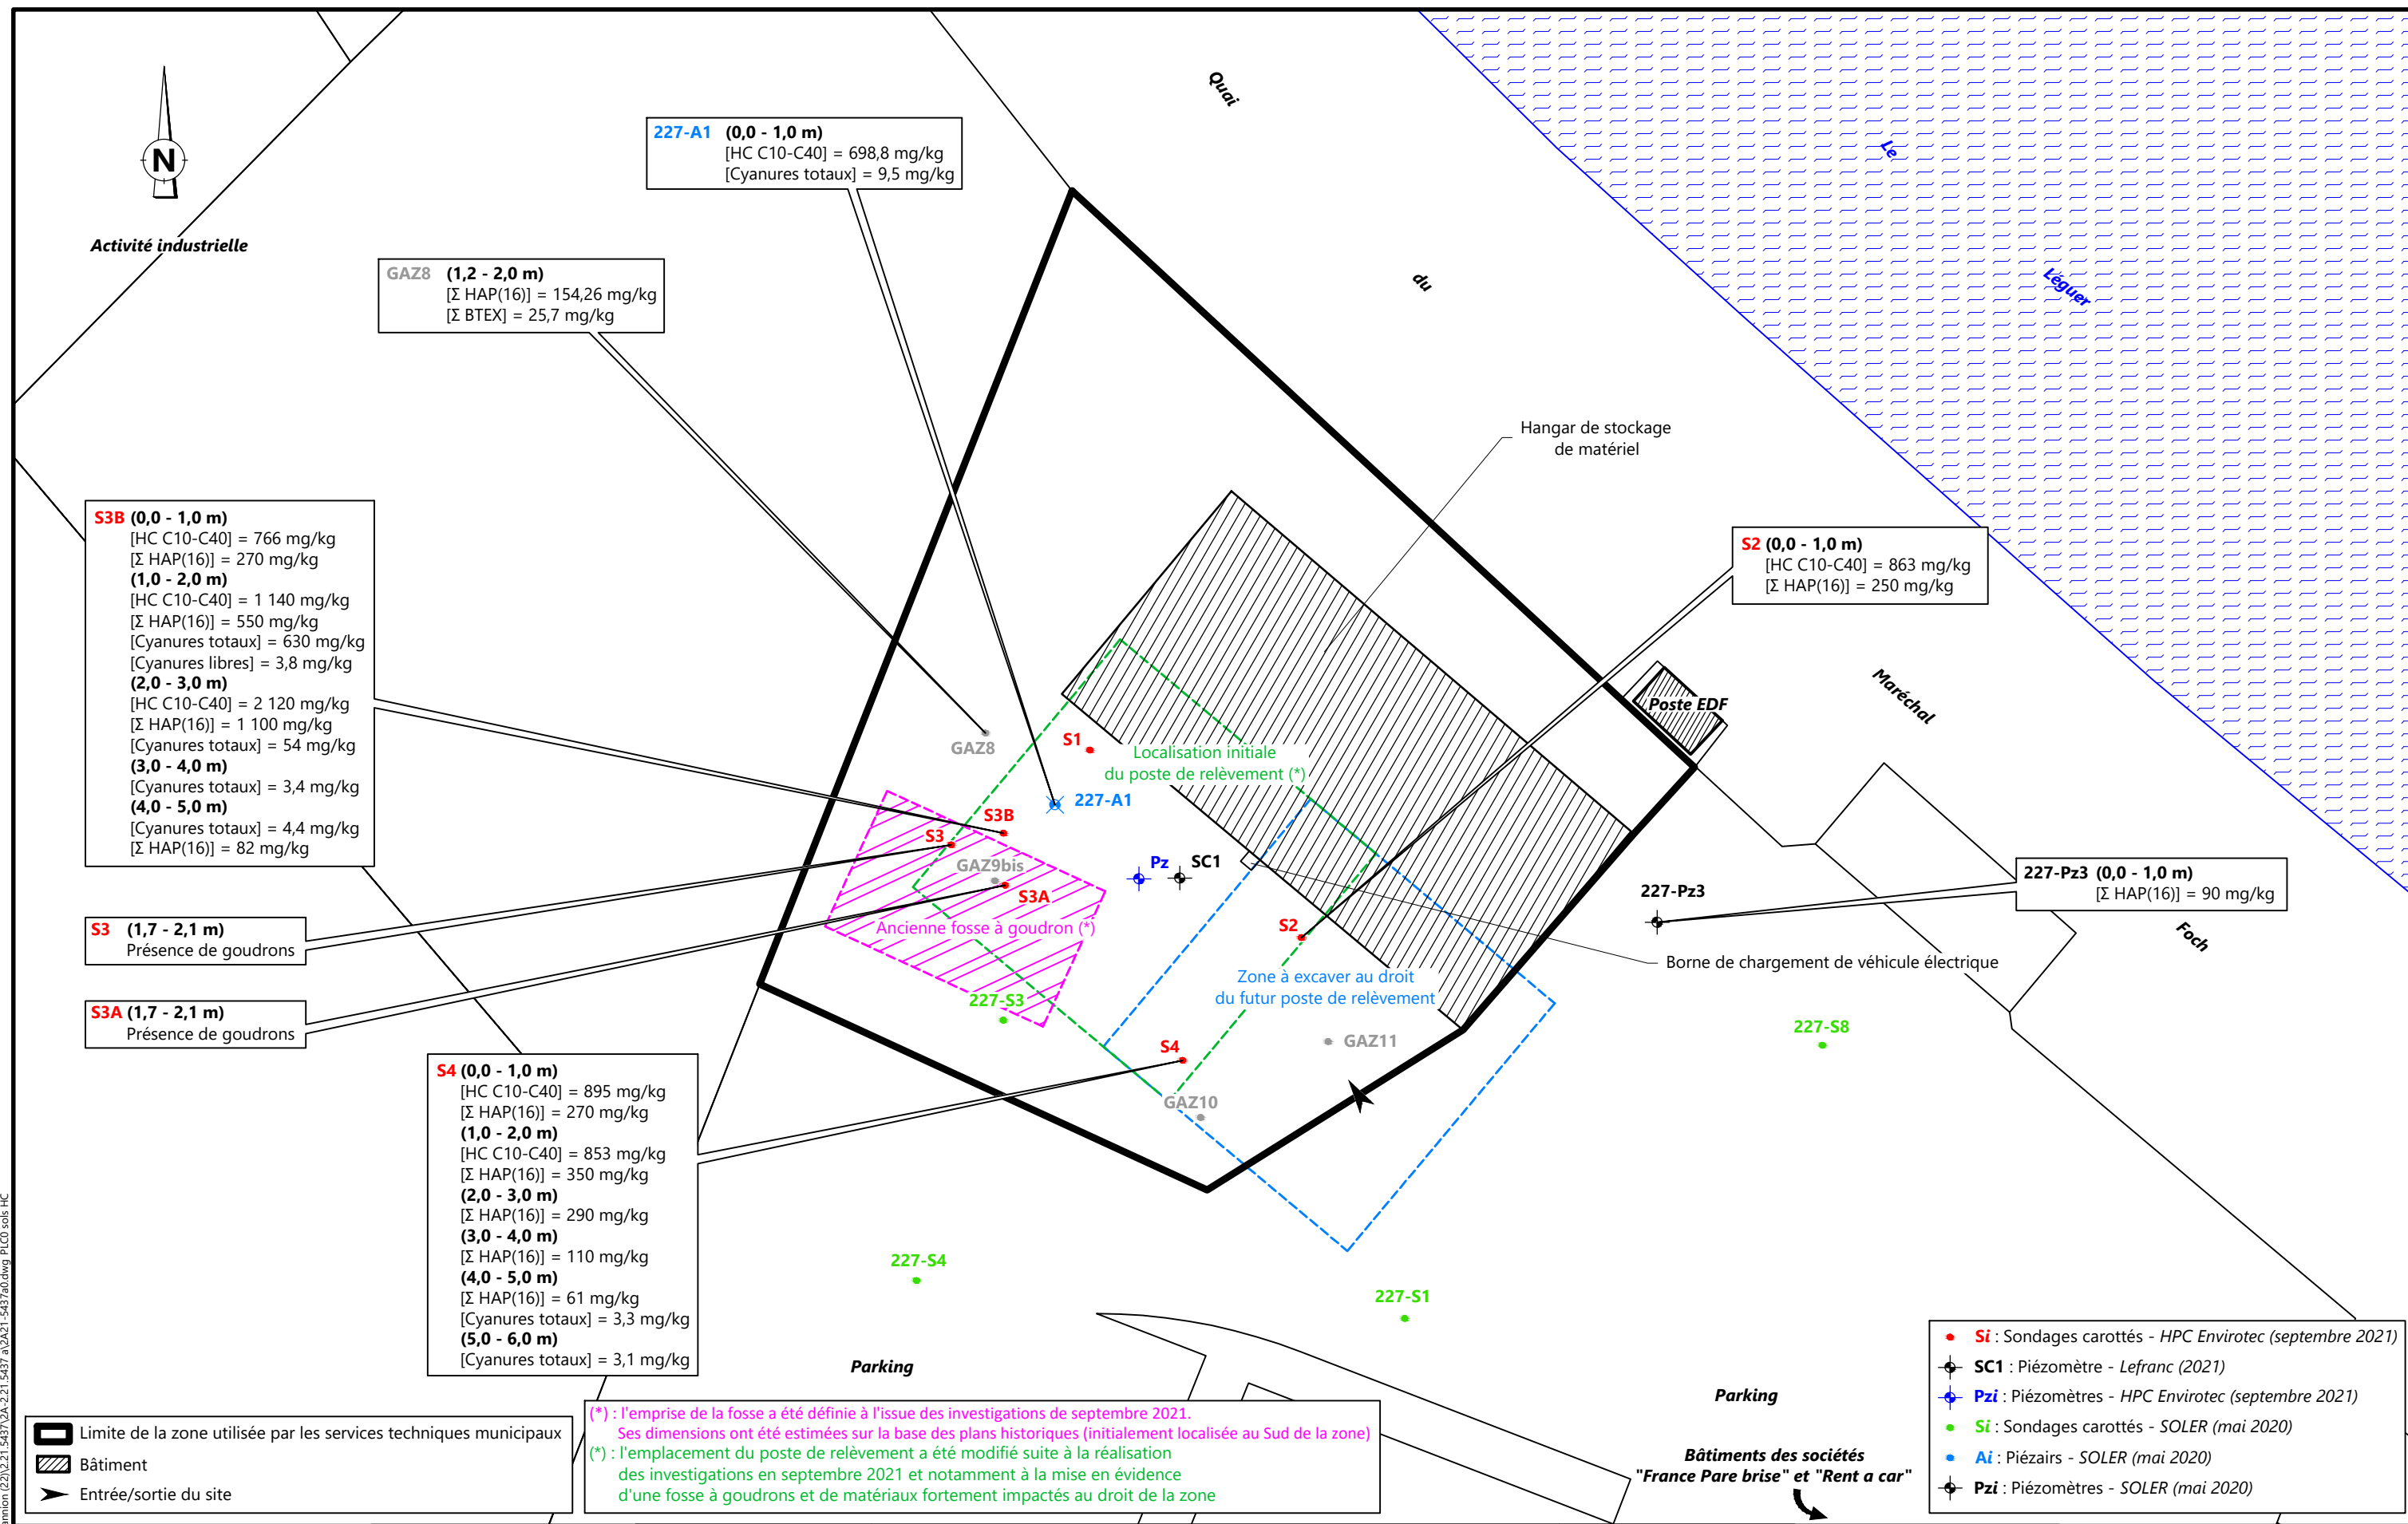 Quai
du
Maréchal
Foch
Le
Léguer
N
Activité industrielle
227-A1 (0,0 - 1,0 m)
[HC C10-C40] = 698,8 mg/kg
[Cyanures totaux] = 9,5 mg/kg
GAZ8 (1,2 - 2,0 m)
[Σ HAP(16)] = 154,26 mg/kg
[Σ BTEX] = 25,7 mg/kg
Hangar de stockage
de matériel
S3B (0,0 - 1,0 m)
[HC C10-C40] = 766 mg/kg
[Σ HAP(16)] = 270 mg/kg
(1,0 - 2,0 m)
[HC C10-C40] = 1 140 mg/kg
[Σ HAP(16)] = 550 mg/kg
[Cyanures totaux] = 630 mg/kg
[Cyanures libres] = 3,8 mg/kg
(2,0 - 3,0 m)
[HC C10-C40] = 2 120 mg/kg
[Σ HAP(16)] = 1 100 mg/kg
[Cyanures totaux] = 54 mg/kg
(3,0 - 4,0 m)
[Cyanures totaux] = 3,4 mg/kg
(4,0 - 5,0 m)
[Cyanures totaux] = 4,4 mg/kg
[Σ HAP(16)] = 82 mg/kg
S2 (0,0 - 1,0 m)
[HC C10-C40] = 863 mg/kg
[Σ HAP(16)] = 250 mg/kg
Poste EDF
GAZ8
S1
Localisation initiale
du poste de relèvement (*)
227-A1
S3B
S3
GAZ9bis
S3A
Pz
SC1
Ancienne fosse à goudron (*)
S2
227-Pz3
227-Pz3 (0,0 - 1,0 m)
[Σ HAP(16)] = 90 mg/kg
Borne de chargement de véhicule électrique
Zone à excaver au droit
du futur poste de relèvement
S3 (1,7 - 2,1 m)
Présence de goudrons
S3A (1,7 - 2,1 m)
Présence de goudrons
227-S3
S4
GAZ11
GAZ10
227-S8
S4 (0,0 - 1,0 m)
[HC C10-C40] = 895 mg/kg
[Σ HAP(16)] = 270 mg/kg
(1,0 - 2,0 m)
[HC C10-C40] = 853 mg/kg
[Σ HAP(16)] = 350 mg/kg
(2,0 - 3,0 m)
[Σ HAP(16)] = 290 mg/kg
(3,0 - 4,0 m)
[Σ HAP(16)] = 110 mg/kg
(4,0 - 5,0 m)
[Σ HAP(16)] = 61 mg/kg
[Cyanures totaux] = 3,3 mg/kg
(5,0 - 6,0 m)
[Cyanures totaux] = 3,1 mg/kg
227-S4
227-S1
Parking
Parking
Bâtiments des sociétés
"France Pare brise" et "Rent a car"
Limite de la zone utilisée par les services techniques municipaux
Bâtiment
Entrée/sortie du site
(*) : l'emprise de la fosse a été définie à l'issue des investigations de septembre 2021.
Ses dimensions ont été estimées sur la base des plans historiques (initialement localisée au Sud de la zone)
(*) : l'emplacement du poste de relèvement a été modifié suite à la réalisation
des investigations en septembre 2021 et notamment à la mise en évidence
d'une fosse à goudrons et de matériaux fortement impactés au droit de la zone
Si : Sondages carottés - HPC Envirotec (septembre 2021)
SC1 : Piézomètre - Lefranc (2021)
Pzi : Piézomètres - HPC Envirotec (septembre 2021)
Si : Sondages carottés - SOLER (mai 2020)
Ai : Piézairs - SOLER (mai 2020)
Pzi : Piézomètres - SOLER (mai 2020)